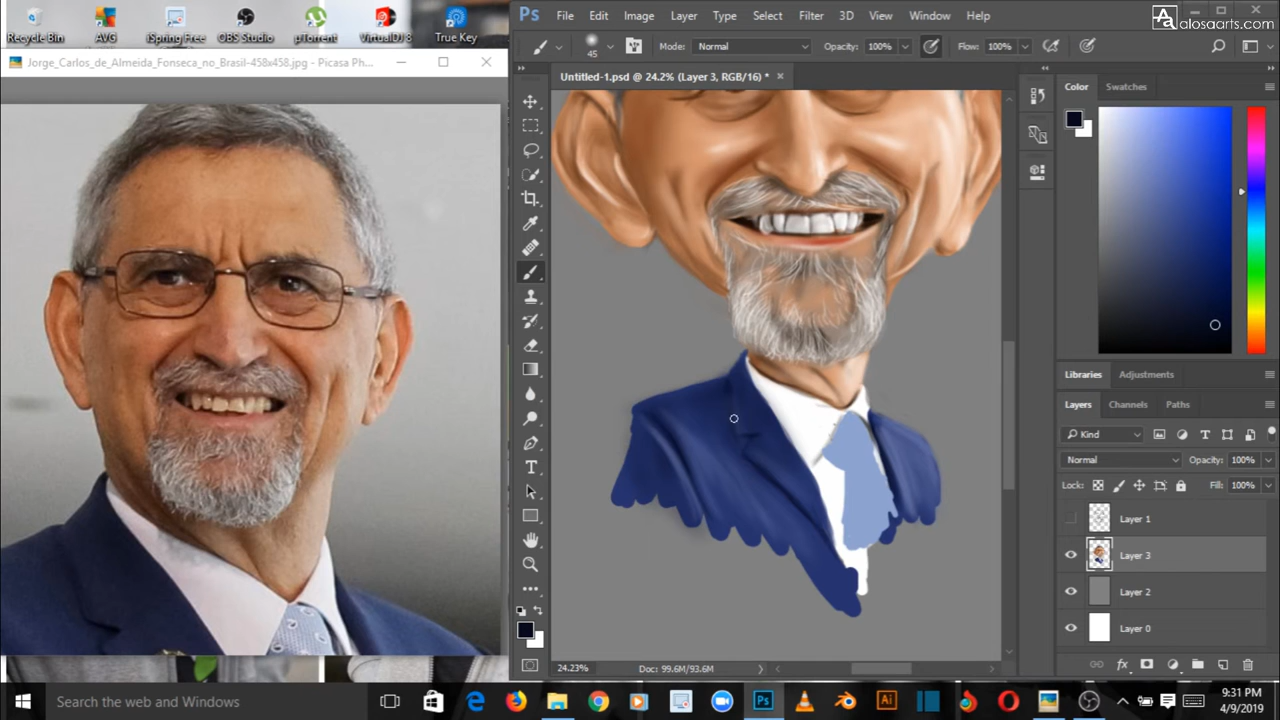 Recycle Bin
AVG
iSpring Free
OBS Studio
µTorrent
VirtualDJ 8
True Key
Jorge_Carlos_de_Almeida_Fonseca_no_Brasil-458x458.jpg - Picasa Ph...
Ps File Edit Image Layer Type Select Filter 3D View Window Help
alosaarts.com
45 Mode: Normal Opacity: 100% Flow: 100%
Untitled-1.psd @ 24.2% (Layer 3, RGB/16) *
Color Swatches
Libraries Adjustments
Layers Channels Paths
Kind
Normal Opacity: 100%
Lock: Fill: 100%
Layer 1
Layer 3
Layer 2
Layer 0
24.23% Doc: 99.6M/93.6M
Search the web and Windows
Ps
Ai
9:31 PM
4/9/2019